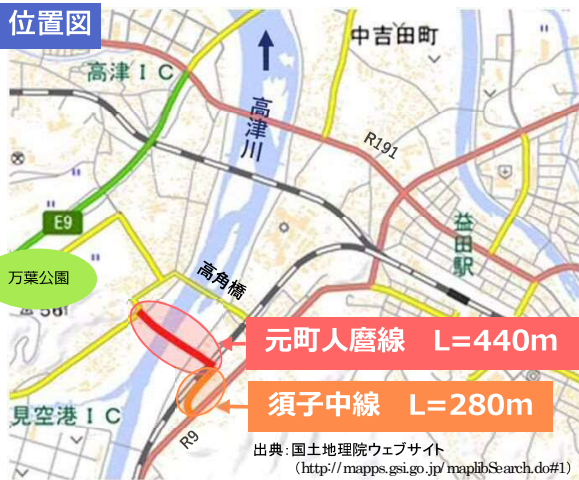 位置図
中吉田町
高津ＩＣ
高津川
R191
E9
益田駅
万葉公園
高角橋
元町人麿線　L=440m
須子中線　L=280m
見空港ＩＣ
R9
出典：国土地理院ウェブサイト
（http://mapps.gsi.go.jp/maplibSearch.do#1）